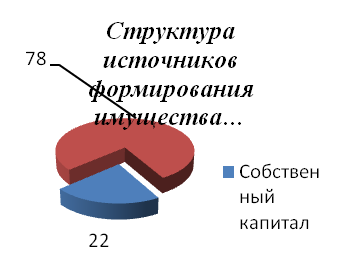 Структура
источников
формирования
имущества…
78
22
Собствен
ный
капитал